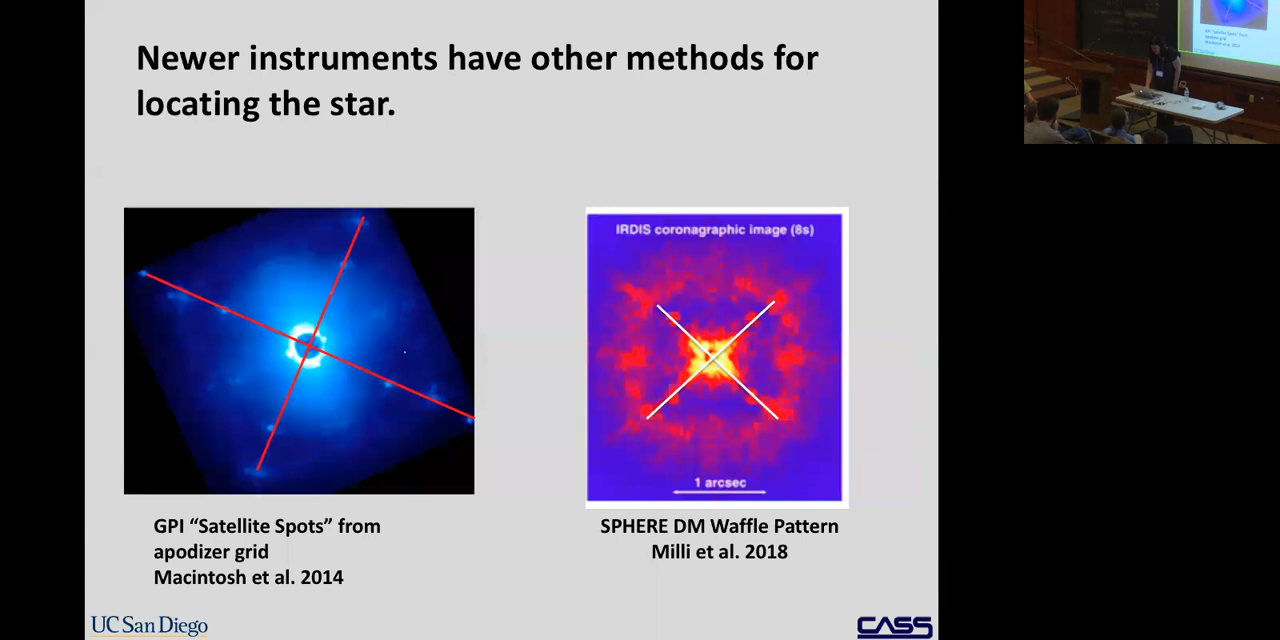 Newer instruments have other methods for
locating the star.
IRDIS coronagraphic image (8s)
1 arcsec
GPI “Satellite Spots” from
apodizer grid
Macintosh et al. 2014
SPHERE DM Waffle Pattern
Milli et al. 2018
UC San Diego
CASS